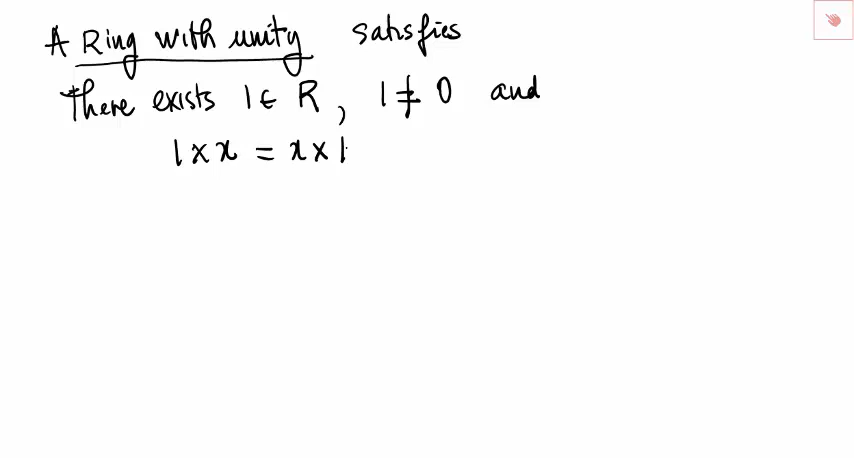 A Ring with unity satisfies
There exists 1 ∈ R, 1 ≠ 0 and
1 × x = x × 1